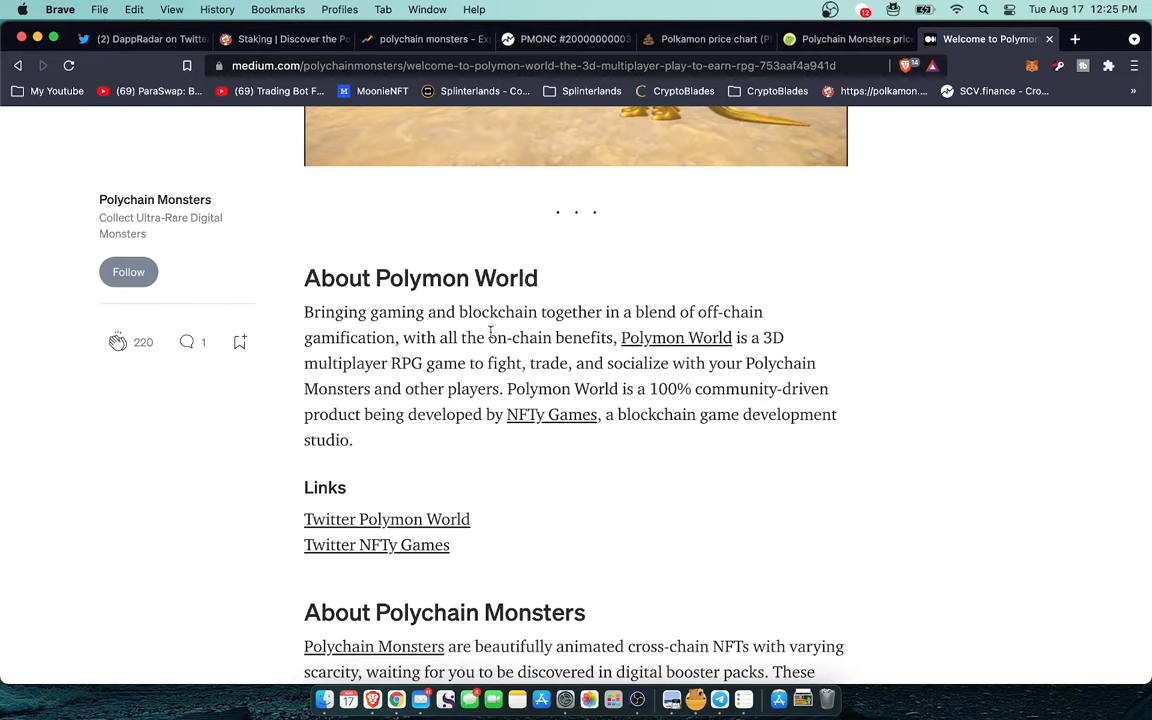 Brave File Edit View History Bookmarks Profiles Tab Window Help 12 Tue Aug 17 12:25 PM
(2) DappRadar on Twitte Staking | Discover the Po polychain monsters - Ex PMONC #20000000003 Polkamon price chart (P Polychain Monsters pric Welcome to Polymon
medium.com/polychainmonsters/welcome-to-polymon-world-the-3d-multiplayer-play-to-earn-rpg-753aaf4a941d 14
My Youtube (69) ParaSwap: B... (69) Trading Bot F... MoonieNFT Splinterlands - Co... Splinterlands CryptoBlades CryptoBlades https://polkamon.... SCV.finance - Cro... »
Polychain Monsters
Collect Ultra-Rare Digital
Monsters
Follow
220 1
. . .
About Polymon World
Bringing gaming and blockchain together in a blend of off-chain
gamification, with all the on-chain benefits, Polymon World is a 3D
multiplayer RPG game to fight, trade, and socialize with your Polychain
Monsters and other players. Polymon World is a 100% community-driven
product being developed by NFTy Games, a blockchain game development
studio.
Links
Twitter Polymon World
Twitter NFTy Games
About Polychain Monsters
Polychain Monsters are beautifully animated cross-chain NFTs with varying
scarcity, waiting for you to be discovered in digital booster packs. These